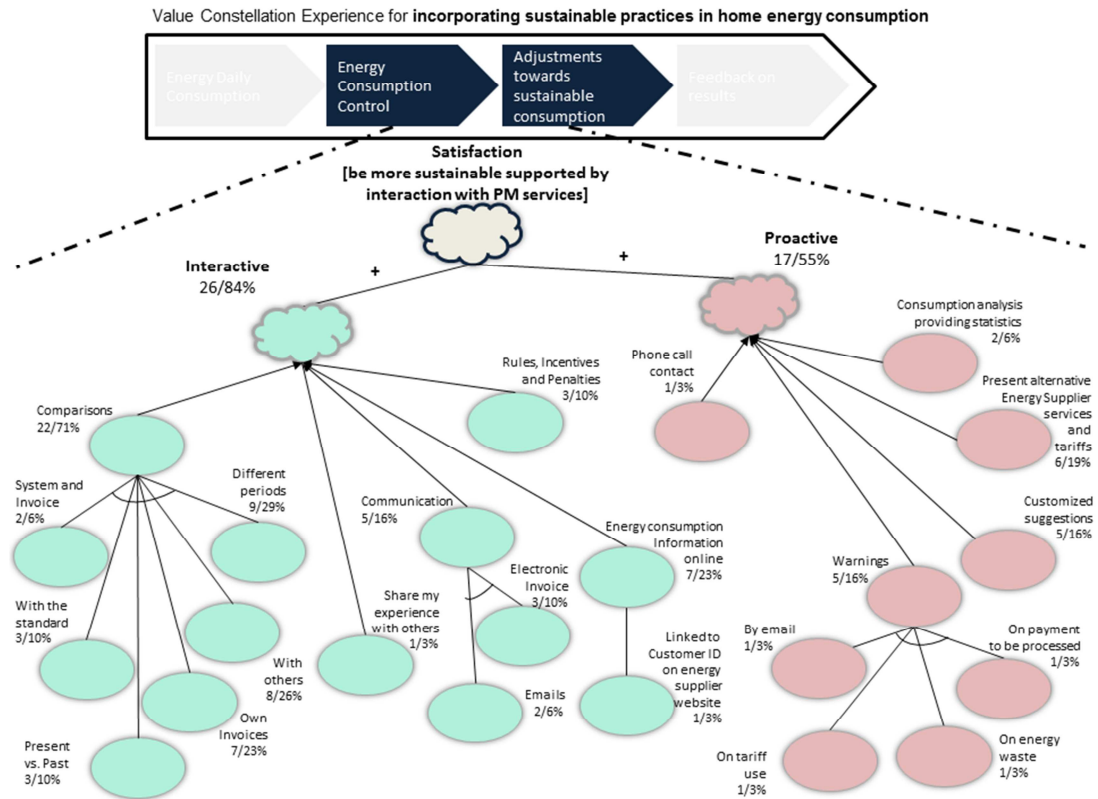 Value Constellation Experience for incorporating sustainable practices in home energy consumption
Energy Daily
Consumption
Energy
Consumption
Control
Adjustments
towards
sustainable
consumption
Feedback on
results
Satisfaction
[be more sustainable supported by
interaction with PM services]
+
+
Interactive
26/84%
Proactive
17/55%
Comparisons
22/71%
System and
Invoice
2/6%
Different
periods
9/29%
With the
standard
3/10%
With
others
8/26%
Own
Invoices
7/23%
Present
vs. Past
3/10%
Rules, Incentives
and Penalties
3/10%
Communication
5/16%
Share my
experience
with others
1/3%
Electronic
Invoice
3/10%
Emails
2/6%
Energy consumption
Information
online
7/23%
Linked to
Customer ID
on energy
supplier
website
1/3%
Phone call
contact
1/3%
Consumption analysis
providing statistics
2/6%
Present alternative
Energy Supplier
services
and
tariffs
6/19%
Customized
suggestions
5/16%
Warnings
5/16%
By email
1/3%
On payment
to be processed
1/3%
On tariff
use
1/3%
On energy
waste
1/3%